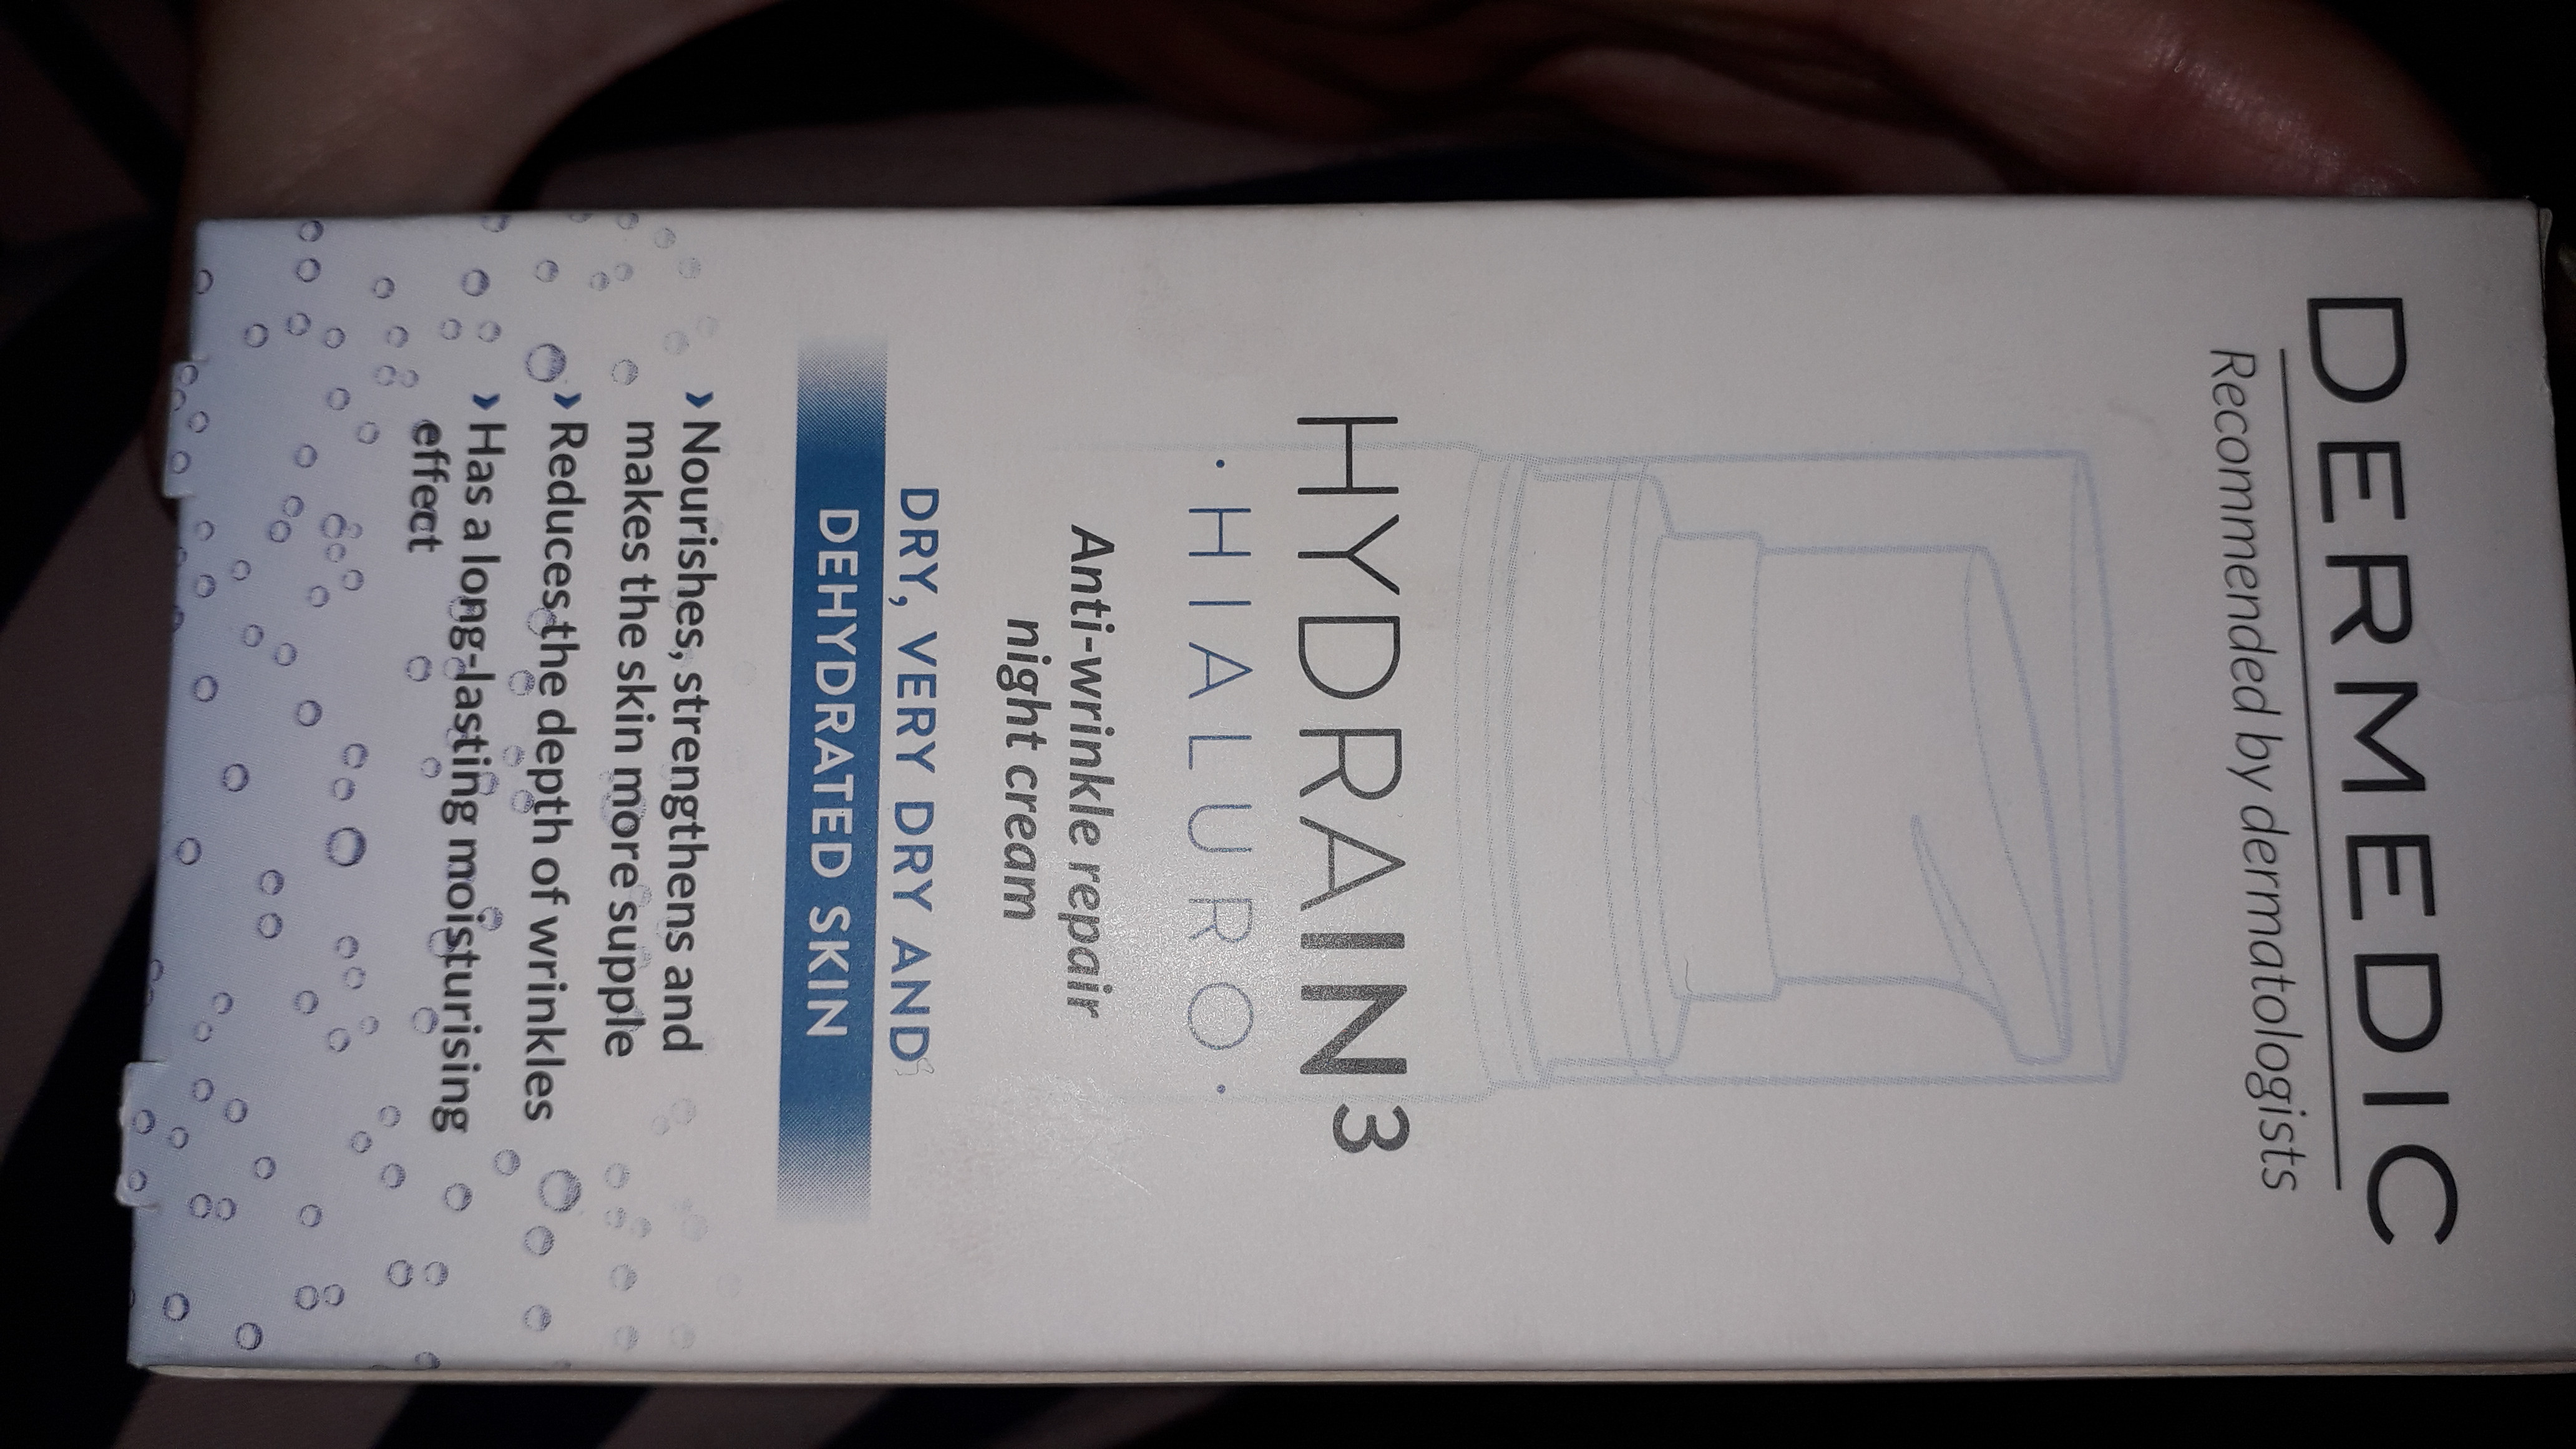 DERMEDIC
Recommended by dermatologists
HYDRAIN³
·HIALURO·
Anti-wrinkle repair
night cream
DRY, VERY DRY AND
DEHYDRATED SKIN
› Nourishes, strengthens and
makes the skin more supple
› Reduces the depth of wrinkles
› Has a long-lasting moisturising
effect